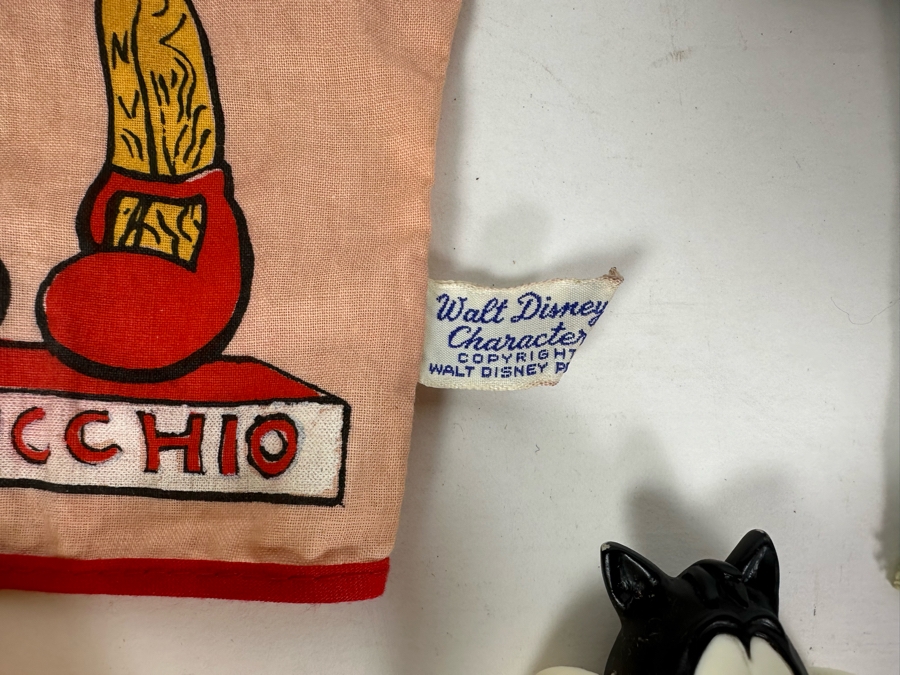 Walt Disney
Character
COPYRIGHT
WALT DISNEY P
CCHIO